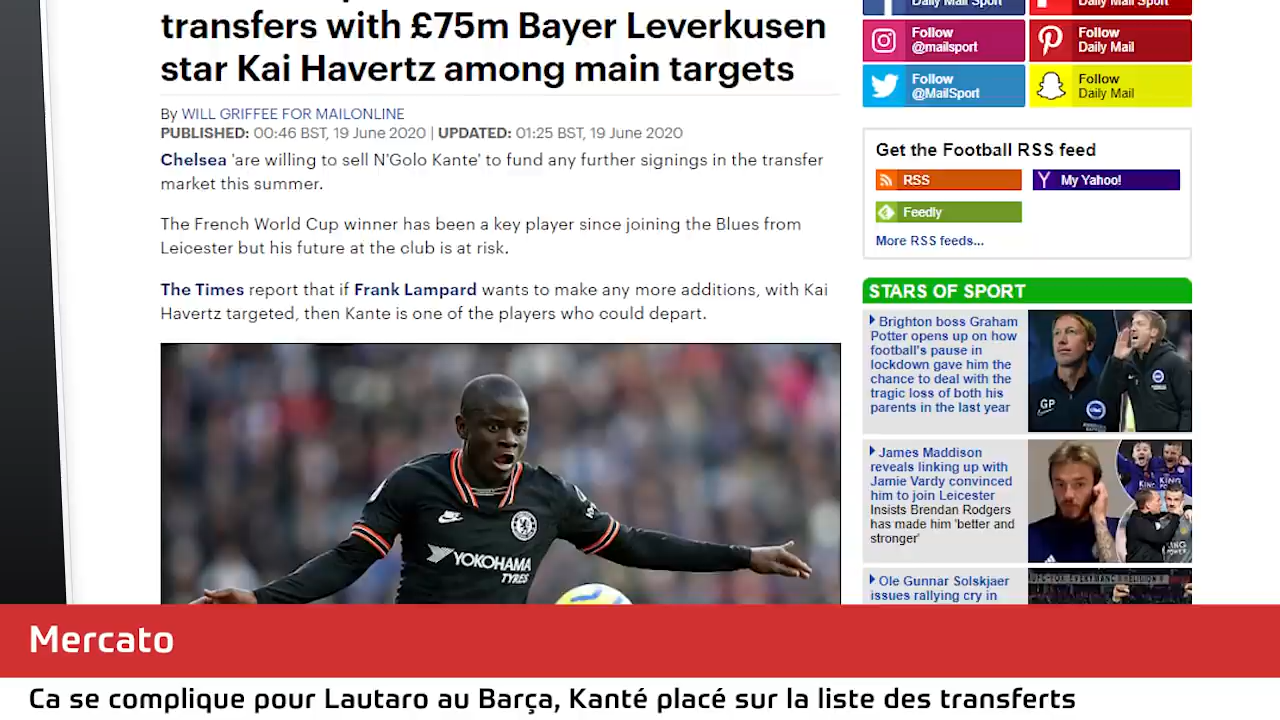 transfers with £75m Bayer Leverkusen
star Kai Havertz among main targets
By WILL GRIFFEE FOR MAILONLINE
PUBLISHED: 00:46 BST, 19 June 2020 | UPDATED: 01:25 BST, 19 June 2020
Chelsea 'are willing to sell N'Golo Kante' to fund any further signings in the transfer
market this summer.
The French World Cup winner has been a key player since joining the Blues from
Leicester but his future at the club is at risk.
The Times report that if Frank Lampard wants to make any more additions, with Kai
Havertz targeted, then Kante is one of the players who could depart.
YOKOHAMA
TYRES
Daily Mail Sport
Daily Mail Sport
Follow
@mailsport
Follow
Daily Mail
Follow
@MailSport
Follow
Daily Mail
Get the Football RSS feed
RSS
My Yahoo!
Feedly
More RSS feeds...
STARS OF SPORT
Brighton boss Graham
Potter opens up on how
football's pause in
lockdown gave him the
chance to deal with the
tragic loss of both his
parents in the last year
GP
James Maddison
reveals linking up with
Jamie Vardy convinced
him to join Leicester
Insists Brendan Rodgers
has made him 'better and
stronger'
KING
KING
POWER
Ole Gunnar Solskjaer
issues rallying cry in
Mercato
Ca se complique pour Lautaro au Barça, Kanté placé sur la liste des transferts